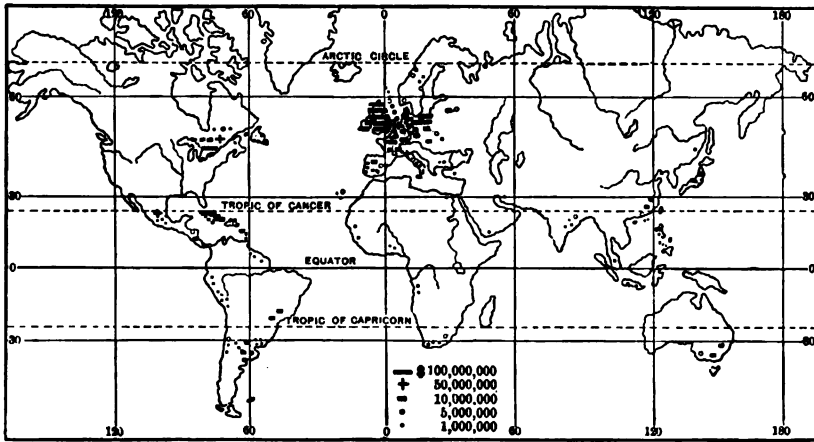 120 60 0 60 120 180
ARCTIC CIRCLE
60 60
30 30
TROPIC OF CANCER
0 EQUATOR 0
TROPIC OF CAPRICORN
30 30
$100,000,000
50,000,000
10,000,000
5,000,000
1,000,000
120 60 0 60 120 180